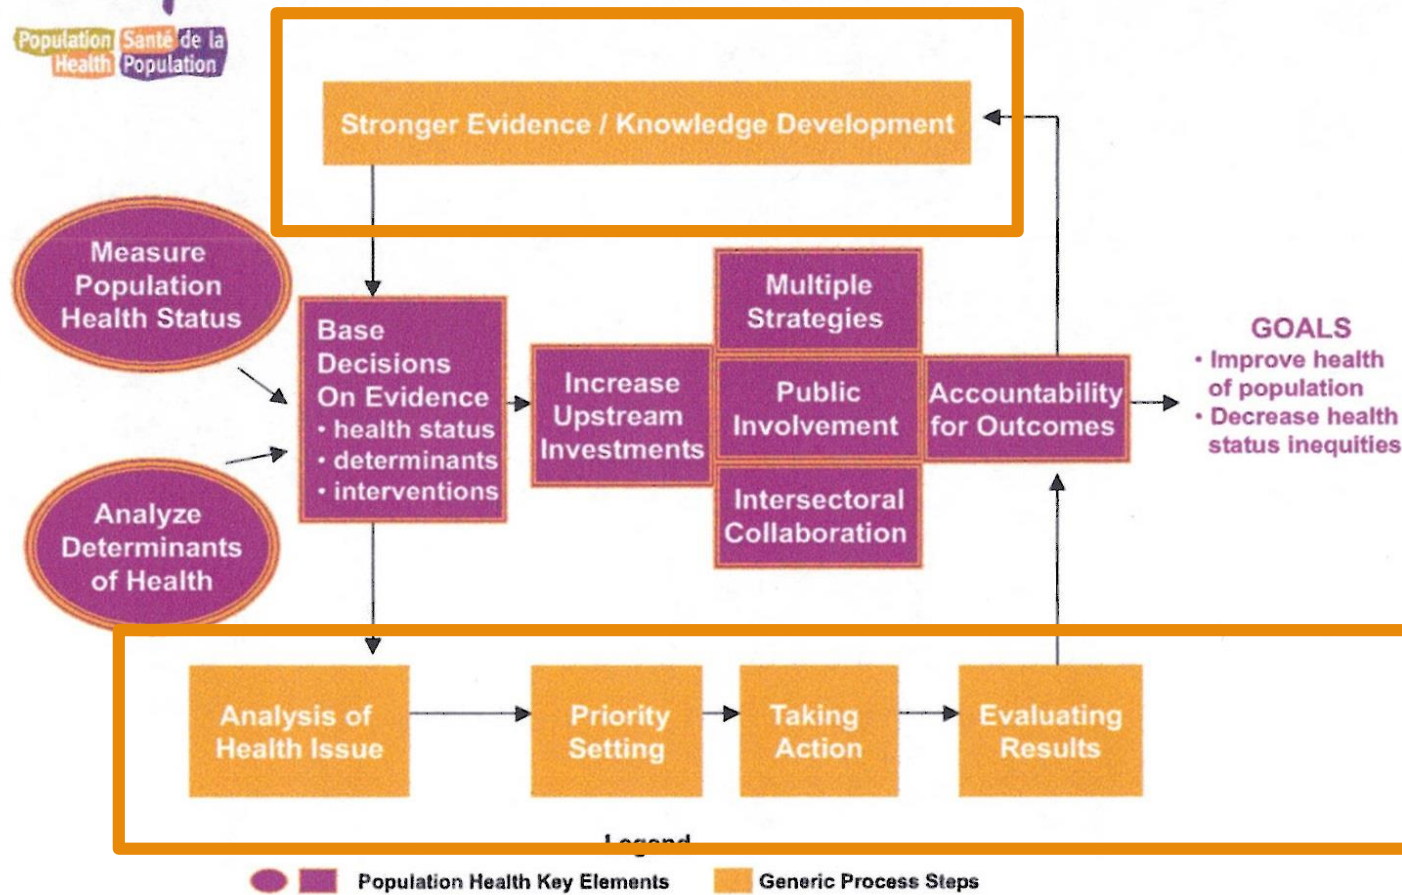 Population Santé de la
Health Population
Stronger Evidence / Knowledge Development
Measure
Population
Health Status
Analyze
Determinants
of Health
Base
Decisions
On Evidence
• health status
• determinants
• interventions
Increase
Upstream
Investments
Multiple
Strategies
Public
Involvement
Intersectoral
Collaboration
Accountability
for Outcomes
GOALS
• Improve health
of population
• Decrease health
status inequities
Analysis of
Health Issue
Priority
Setting
Taking
Action
Evaluating
Results
Legend
Population Health Key Elements
Generic Process Steps